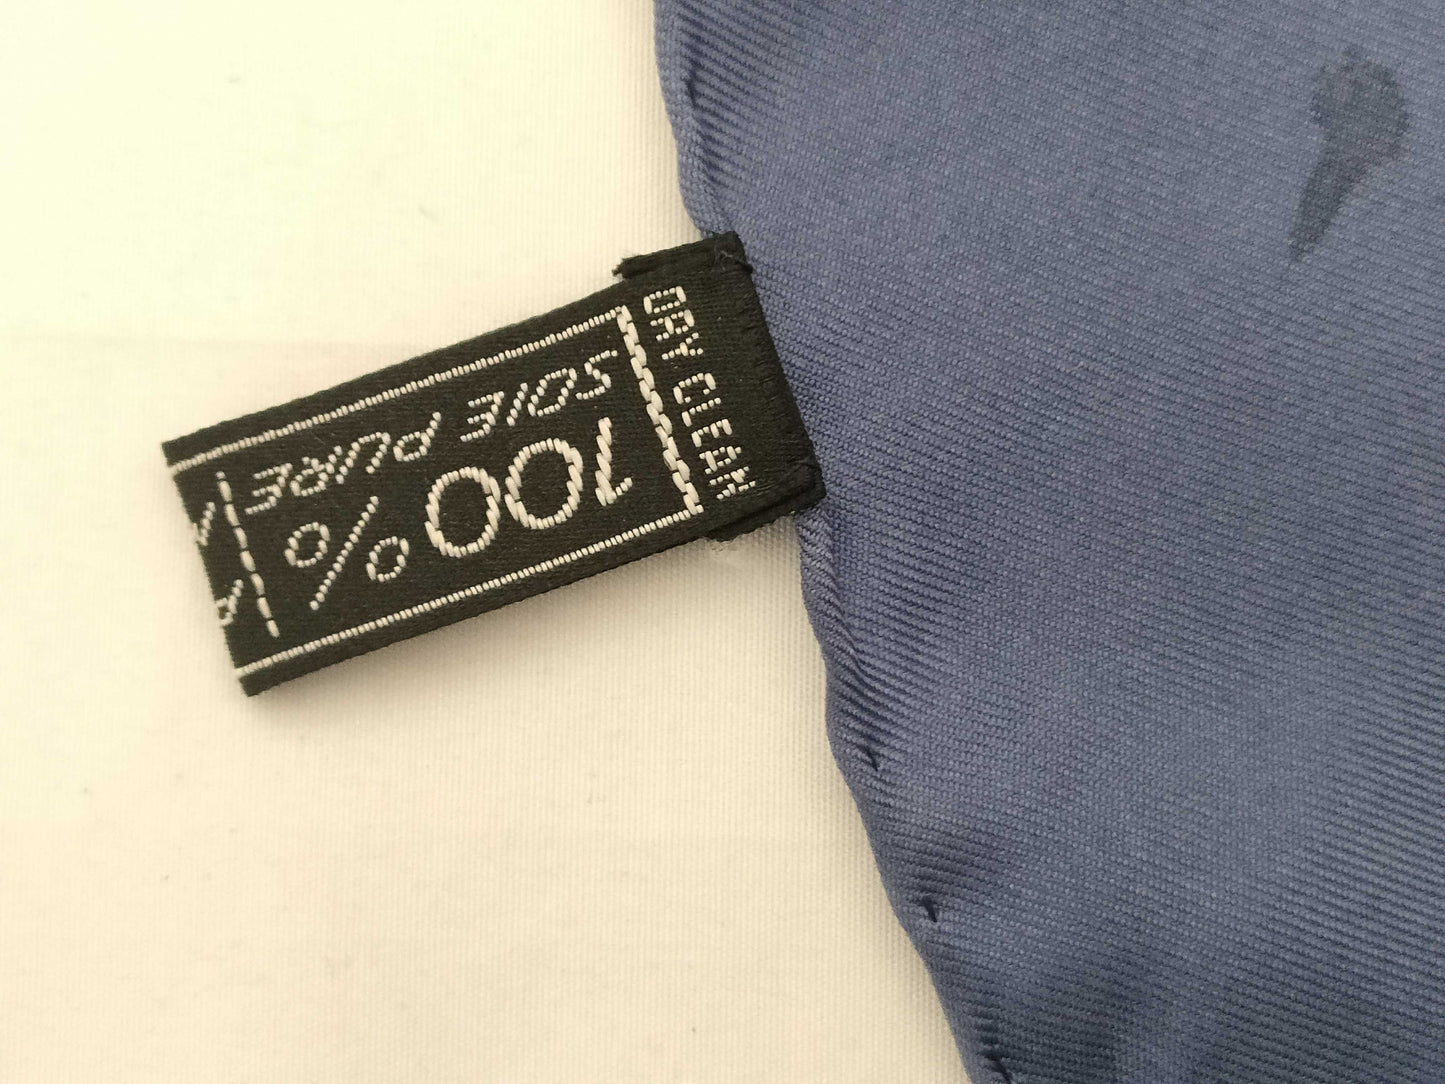 DRY CLEAN
100%
SOIE PURE